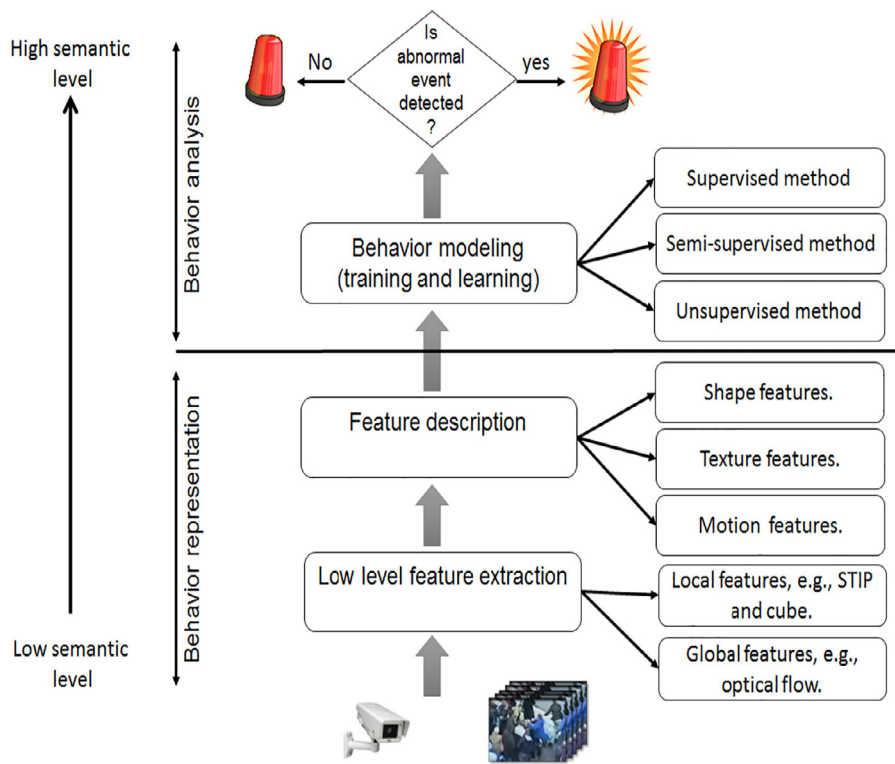 High semantic
level
Behavior analysis
No
Is
abnormal
event
detected
?
yes
Behavior modeling
(training and learning)
Supervised method
Semi-supervised method
Unsupervised method
Behavior representation
Feature description
Shape features.
Texture features.
Motion features.
Low level feature extraction
Local features, e.g., STIP
and cube.
Global features, e.g.,
optical flow.
Low semantic
level